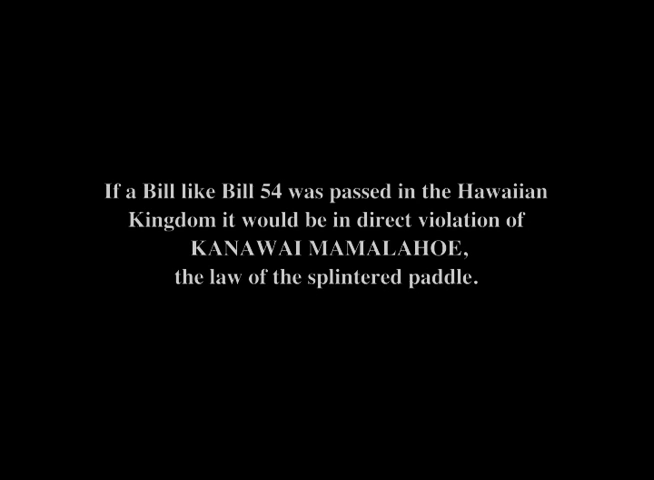 If a Bill like Bill 54 was passed in the Hawaiian
Kingdom it would be in direct violation of
KANAWAI MAMALAHOE,
the law of the splintered paddle.